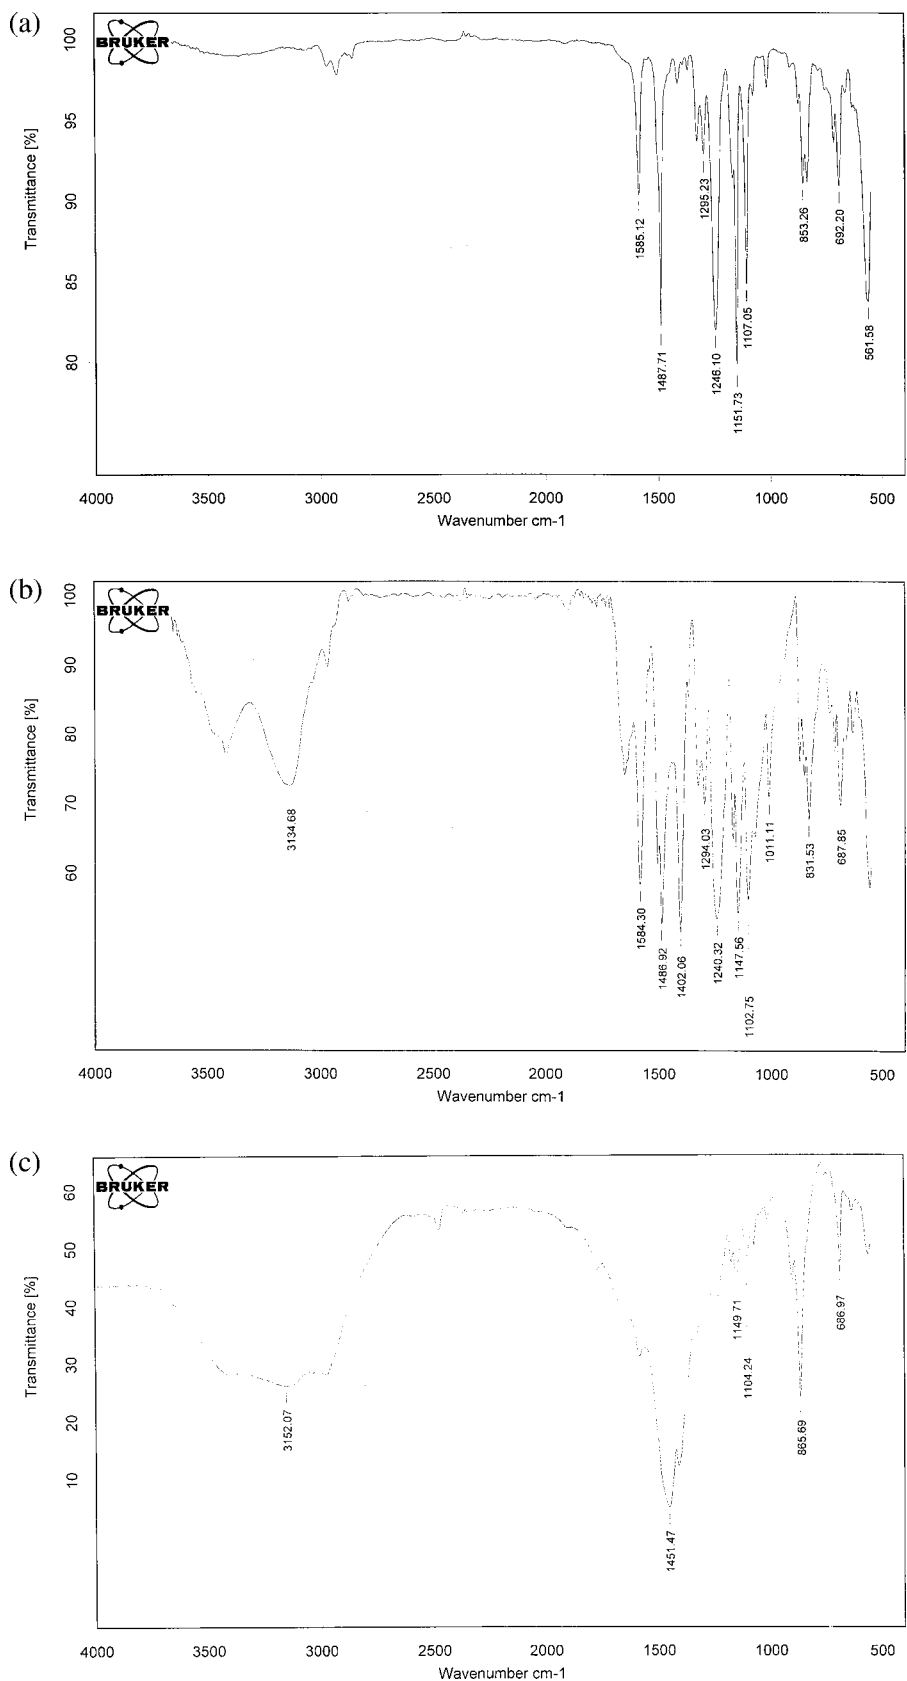 (a)
BRUKER
Transmittance [%]
100
95
90
85
80
1585.12
1487.71
1295.23
1246.10
1151.73
1107.05
853.26
692.20
561.58
4000 3500 3000 2500 2000 1500 1000 500
Wavenumber cm-1
(b)
BRUKER
Transmittance [%]
100
90
80
70
60
3134.68
1584.30
1486.92
1402.06
1294.03
1240.32
1147.56
1102.75
1011.11
831.53
687.85
4000 3500 3000 2500 2000 1500 1000 500
Wavenumber cm-1
(c)
BRUKER
Transmittance [%]
60
50
40
30
20
10
3152.07
1451.47
1149.71
1104.24
865.69
686.97
4000 3500 3000 2500 2000 1500 1000 500
Wavenumber cm-1